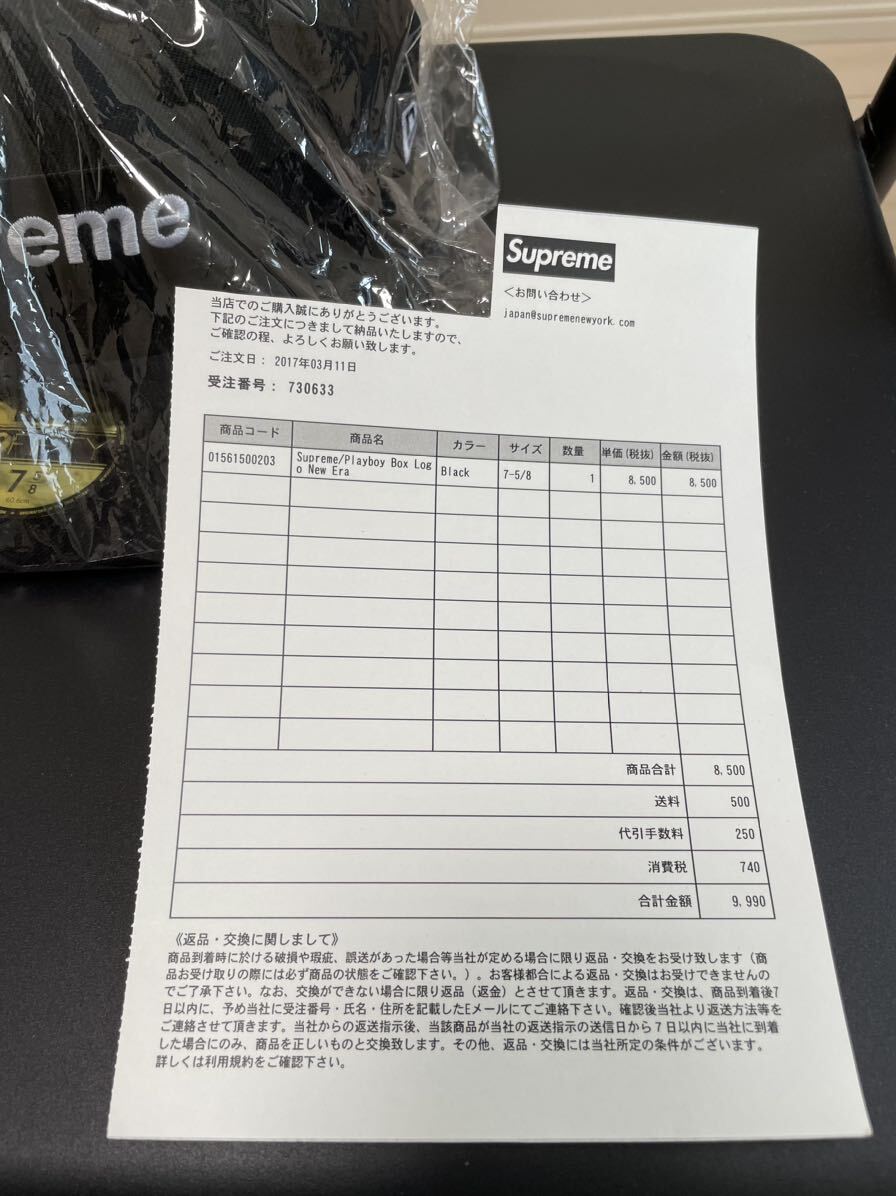 eme
7 5/8
60.6cm
Supreme
<お問い合わせ>
japan@supremenewyork.com
当店でのご購入誠にありがとうございます。
下記のご注文につきまして納品いたしますので、
ご確認の程、よろしくお願い致します。
ご注文日: 2017年03月11日
受注番号: 730633
商品コード 商品名 カラー サイズ 数量 単価(税抜) 金額(税抜)
01561500203 Supreme/Playboy Box Log Black 7-5/8 1 8,500 8,500
o New Era
商品合計 8,500
送料 500
代引手数料 250
消費税 740
合計金額 9,990
《返品・交換に関しまして》
商品到着時に於ける破損や瑕疵、誤送があった場合等当社が定める場合に限り返品・交換をお受け致します(商
品お受け取りの際には必ず商品の状態をご確認下さい。)。お客様都合による返品・交換はお受けできませんの
でご了承下さい。なお、交換ができない場合に限り返品(返金)とさせて頂きます。返品・交換は、商品到着後7
日以内に、予め当社に受注番号・氏名・住所を記載したEメールにてご連絡下さい。確認後当社より返送方法等を
ご連絡させて頂きます。当社からの返送指示後、当該商品が当社の返送指示の送信日から7日以内に当社に到着
した場合にのみ、商品を正しいものと交換致します。その他、返品・交換には当社所定の条件がございます。
詳しくは利用規約をご確認下さい。